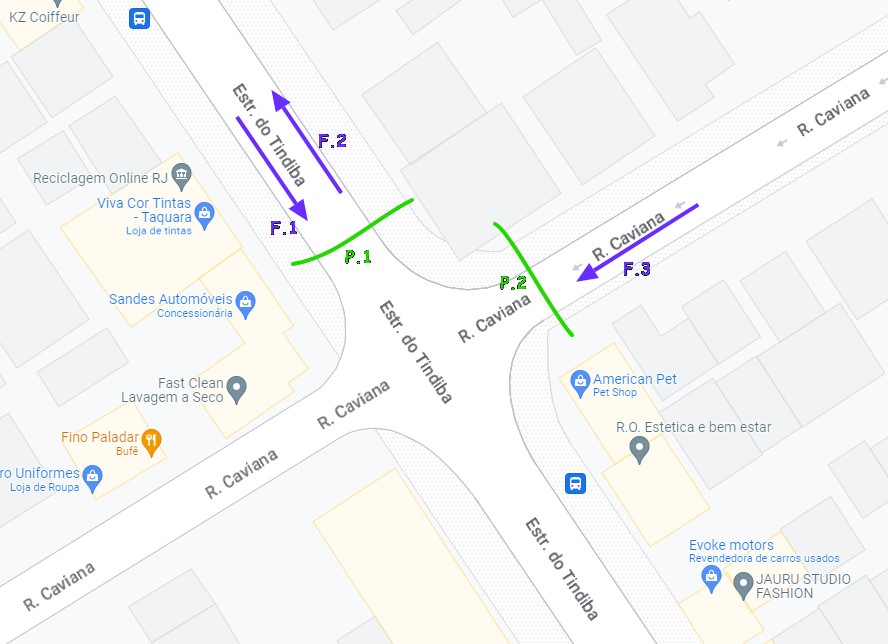 KZ Coiffeur
Estr. do Tindiba
R. Caviana
F.2
Reciclagem Online RJ
Viva Cor Tintas
- Taquara
Loja de tintas
F.1
P.1
R. Caviana
F.3
P.2
Sandes Automóveis
Concessionária
R. Caviana
Estr. do Tindiba
Fast Clean
Lavagem a Seco
R. Caviana
American Pet
Pet Shop
R.O. Estetica e bem estar
Fino Paladar
Bufê
ro Uniformes
Loja de Roupa
R. Caviana
Estr. do Tindiba
Evoke motors
Revendedora de carros usados
JAURU STUDIO
FASHION
R. Caviana